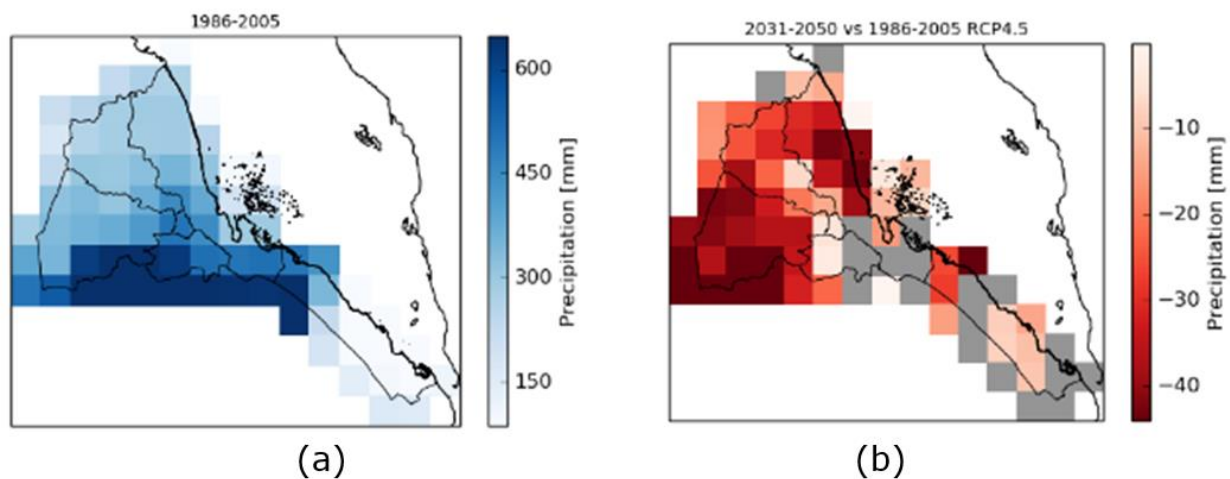 1986-2005
600
450
300
150
Precipitation [mm]
(a)
2031-2050 vs 1986-2005 RCP4.5
−10
−20
−30
−40
Precipitation [mm]
(b)